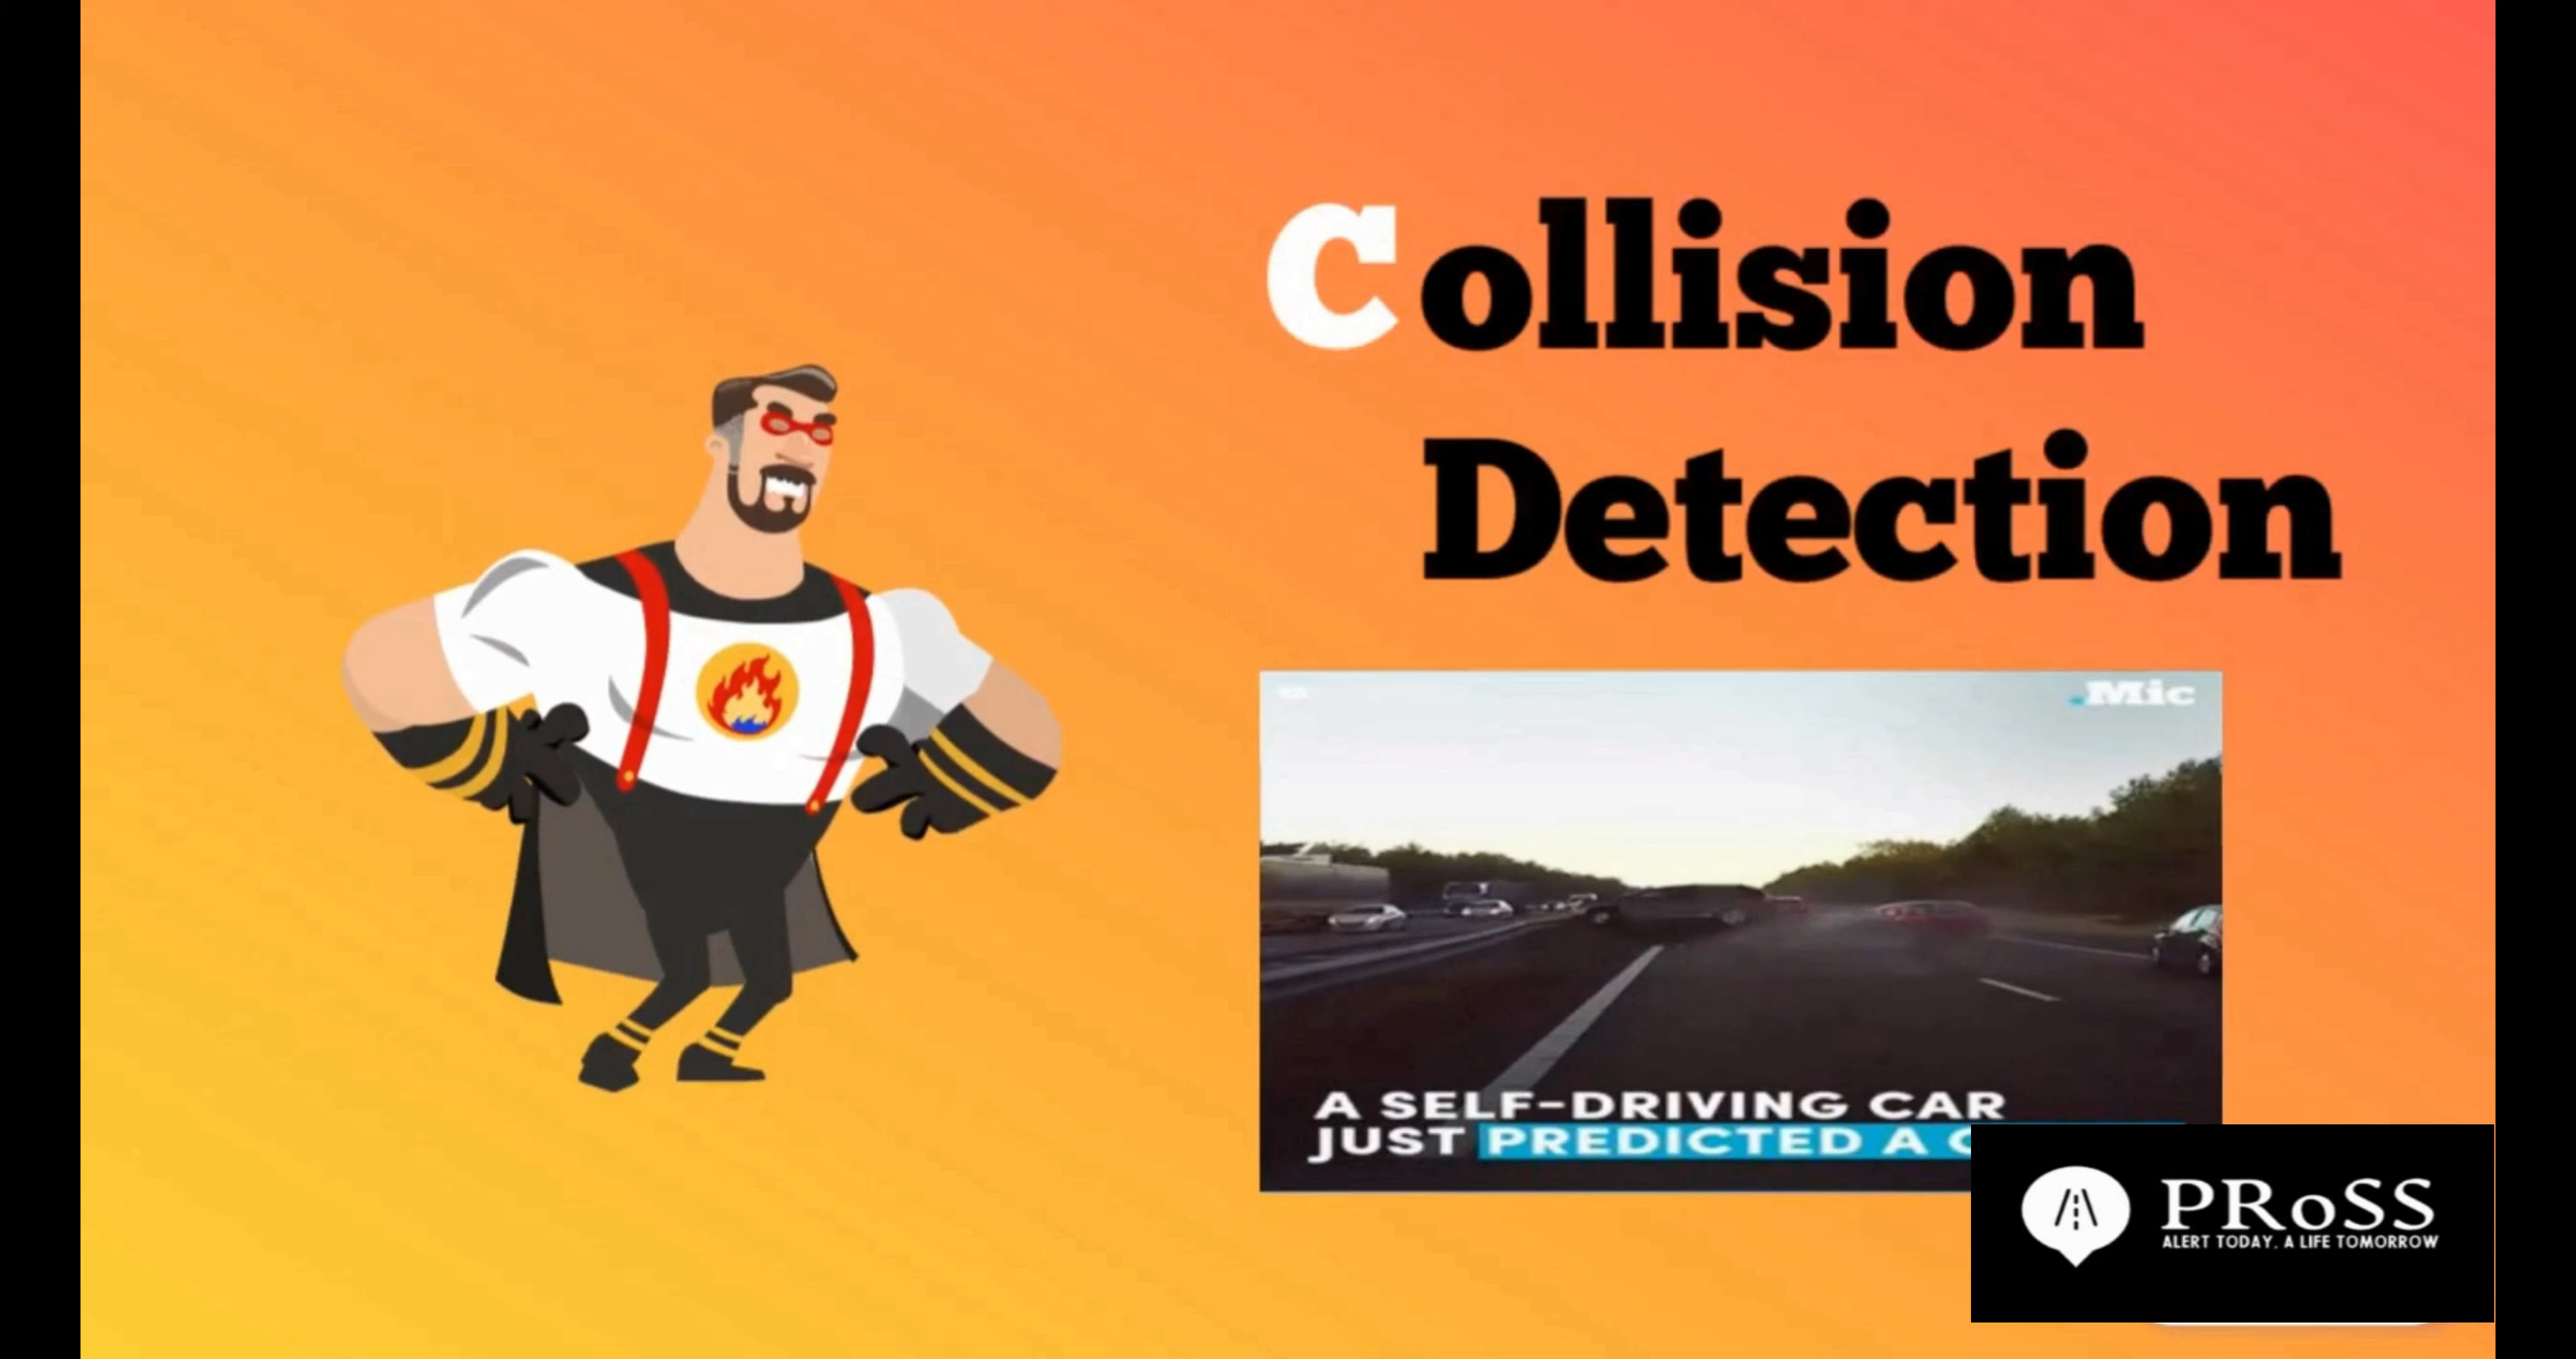 Collision
Detection
.Mic
A SELF-DRIVING CAR
JUST PREDICTED A
PRoSS
ALERT TODAY. A LIFE TOMORROW